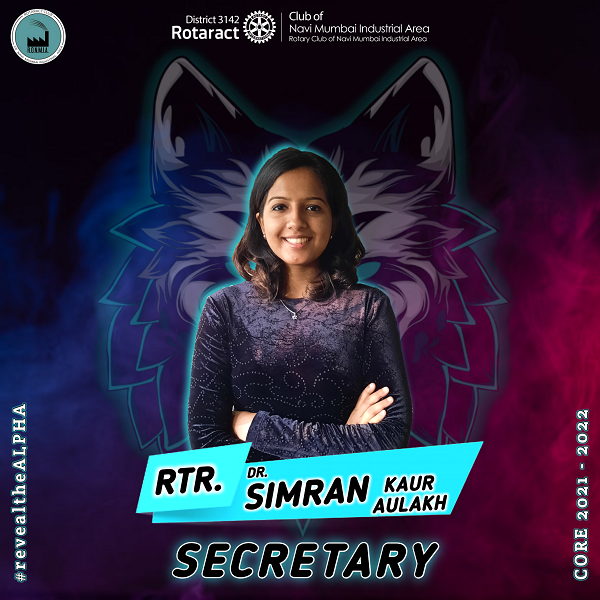 District 3142
Rotaract
Club of
Navi Mumbai Industrial Area
Rotary Club of Navi Mumbai Industrial Area
RTR.
DR.
SIMRAN KAUR
AULAKH
SECRETARY
#revealtheALPHA
CORE 2021 - 2022